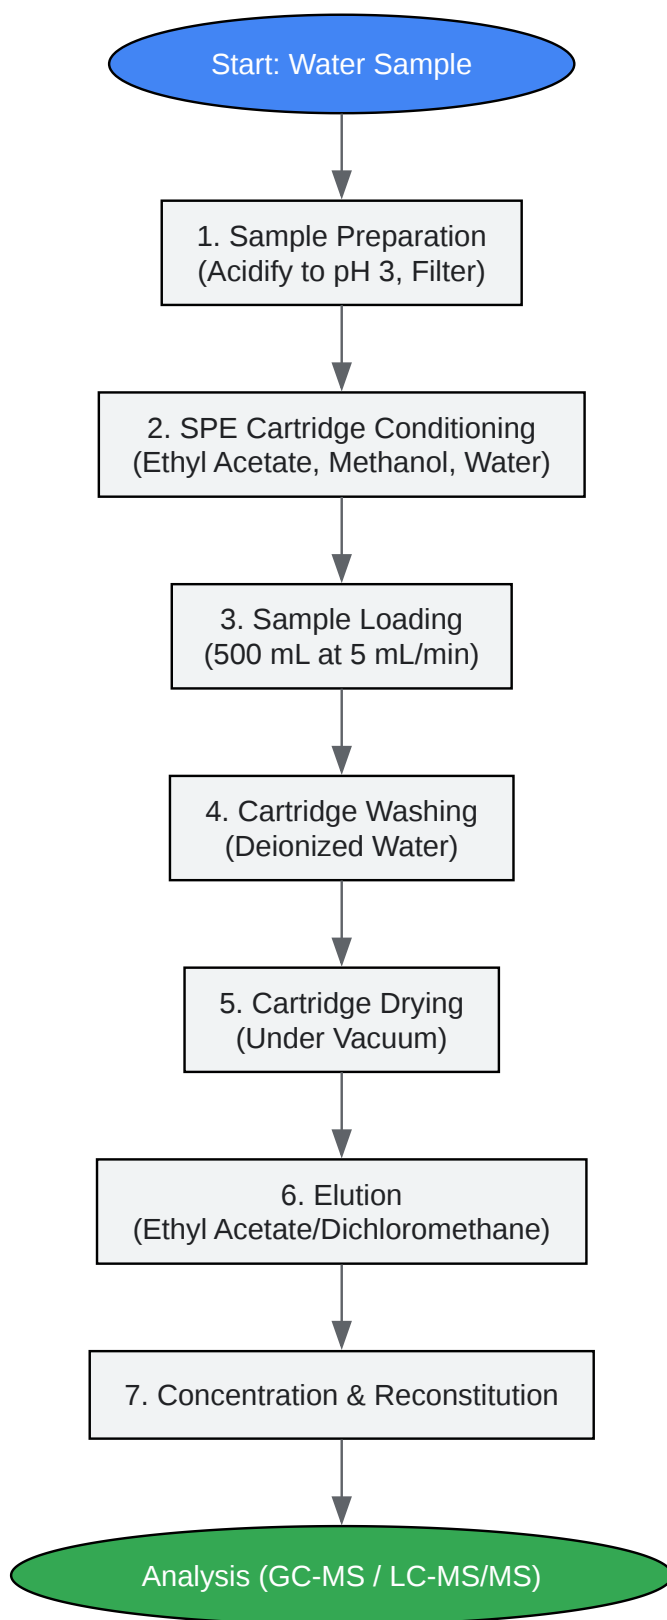 Start: Water Sample
1. Sample Preparation
(Acidify to pH 3, Filter)
2. SPE Cartridge Conditioning
(Ethyl Acetate, Methanol, Water)
3. Sample Loading
(500 mL at 5 mL/min)
4. Cartridge Washing
(Deionized Water)
5. Cartridge Drying
(Under Vacuum)
6. Elution
(Ethyl Acetate/Dichloromethane)
7. Concentration & Reconstitution
Analysis (GC-MS / LC-MS/MS)